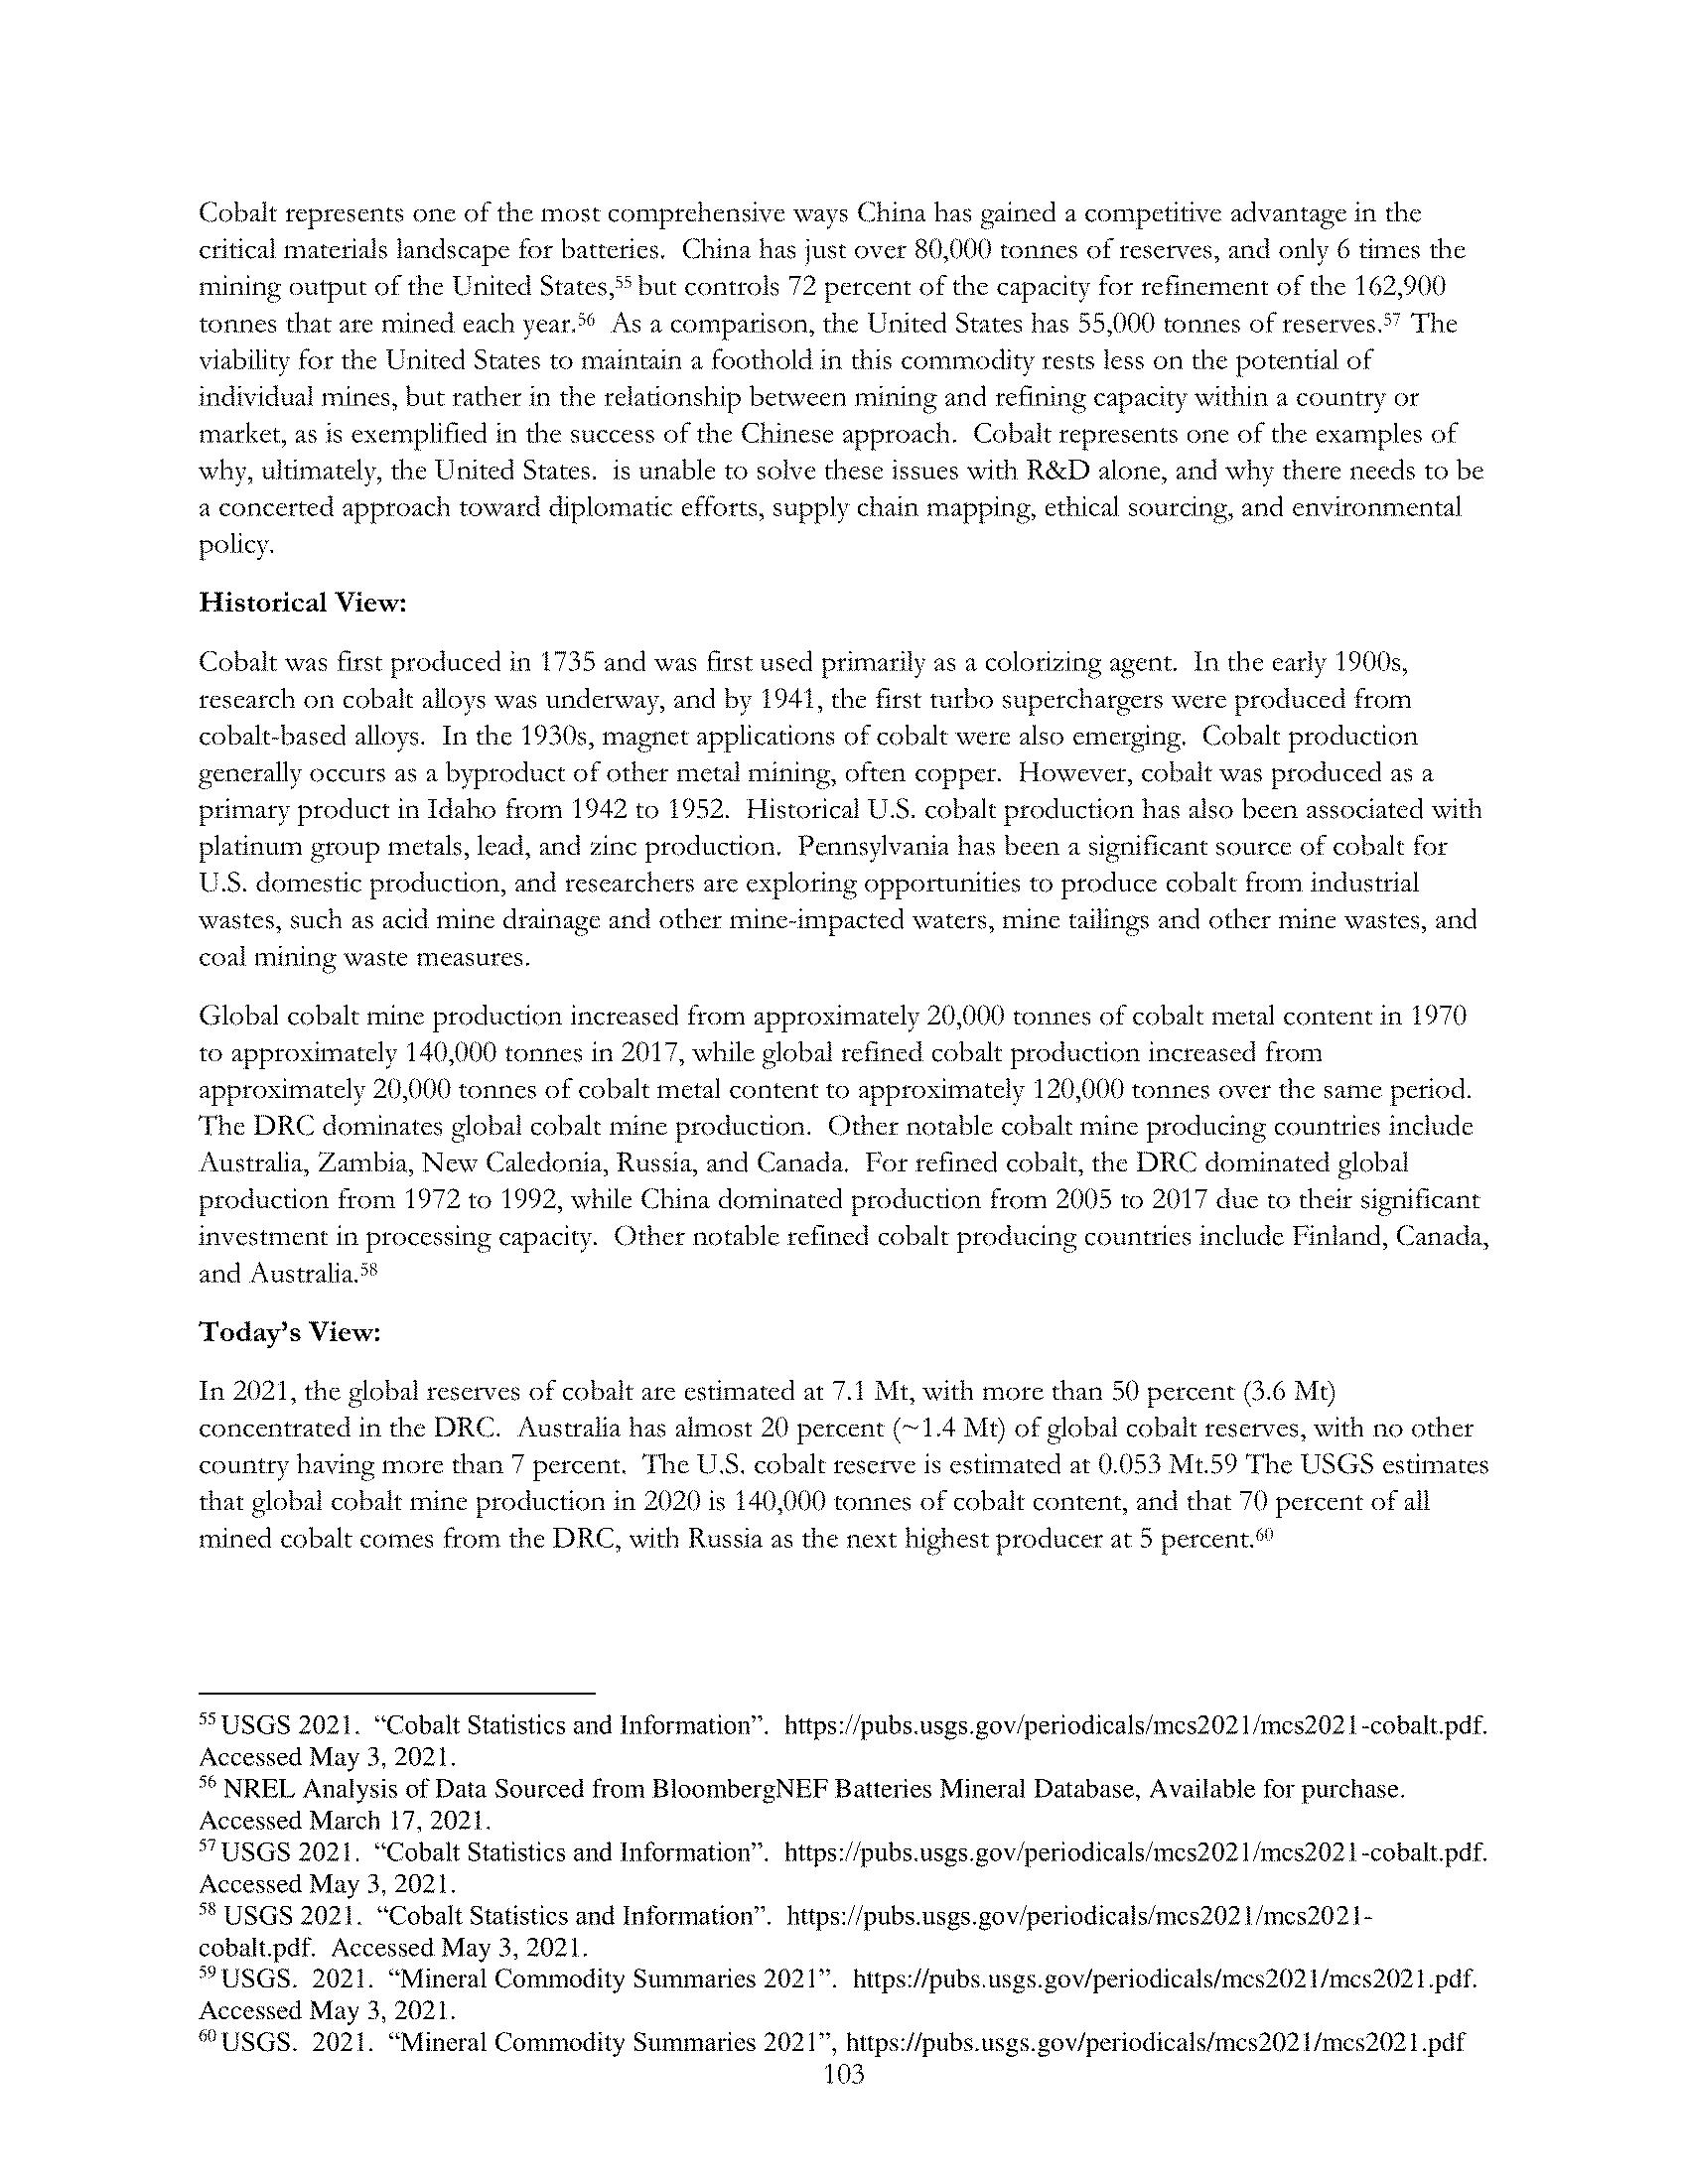 Cobalt represents one of the most comprehensive ways China has gained a competitive advantage in the
critical materials landscape for batteries.  China has just over 80,000 tonnes of reserves, and only 6 times the
mining output of the United States,55 but controls 72 percent of the capacity for refinement of the 162,900
tonnes that are mined each year.56  As a comparison, the United States has 55,000 tonnes of reserves.57 The
viability for the United States to maintain a foothold in this commodity rests less on the potential of
individual mines, but rather in the relationship between mining and refining capacity within a country or
market, as is exemplified in the success of the Chinese approach.  Cobalt represents one of the examples of
why, ultimately, the United States. is unable to solve these issues with R&D alone, and why there needs to be
a concerted approach toward diplomatic efforts, supply chain mapping, ethical sourcing, and environmental
policy.
Historical View:
Cobalt was first produced in 1735 and was first used primarily as a colorizing agent.  In the early 1900s,
research on cobalt alloys was underway, and by 1941, the first turbo superchargers were produced from
cobalt-based alloys.  In the 1930s, magnet applications of cobalt were also emerging.  Cobalt production
generally occurs as a byproduct of other metal mining, often copper.  However, cobalt was produced as a
primary product in Idaho from 1942 to 1952.  Historical U.S. cobalt production has also been associated with
platinum group metals, lead, and zinc production.  Pennsylvania has been a significant source of cobalt for
U.S. domestic production, and researchers are exploring opportunities to produce cobalt from industrial
wastes, such as acid mine drainage and other mine-impacted waters, mine tailings and other mine wastes, and
coal mining waste measures.
Global cobalt mine production increased from approximately 20,000 tonnes of cobalt metal content in 1970
to approximately 140,000 tonnes in 2017, while global refined cobalt production increased from
approximately 20,000 tonnes of cobalt metal content to approximately 120,000 tonnes over the same period.
The DRC dominates global cobalt mine production.  Other notable cobalt mine producing countries include
Australia, Zambia, New Caledonia, Russia, and Canada.  For refined cobalt, the DRC dominated global
production from 1972 to 1992, while China dominated production from 2005 to 2017 due to their significant
investment in processing capacity.  Other notable refined cobalt producing countries include Finland, Canada,
and Australia.58
Today's View:
In 2021, the global reserves of cobalt are estimated at 7.1 Mt, with more than 50 percent (3.6 Mt)
concentrated in the DRC.  Australia has almost 20 percent (~1.4 Mt) of global cobalt reserves, with no other
country having more than 7 percent.  The U.S. cobalt reserve is estimated at 0.053 Mt.59 The USGS estimates
that global cobalt mine production in 2020 is 140,000 tonnes of cobalt content, and that 70 percent of all
mined cobalt comes from the DRC, with Russia as the next highest producer at 5 percent.60
55 USGS 2021.  “Cobalt Statistics and Information”.  https://pubs.usgs.gov/periodicals/mcs2021/mcs2021-cobalt.pdf.
Accessed May 3, 2021.
56 NREL Analysis of Data Sourced from BloombergNEF Batteries Mineral Database, Available for purchase.
Accessed March 17, 2021.
57 USGS 2021.  “Cobalt Statistics and Information”.  https://pubs.usgs.gov/periodicals/mcs2021/mcs2021-cobalt.pdf.
Accessed May 3, 2021.
58 USGS 2021.  “Cobalt Statistics and Information”.  https://pubs.usgs.gov/periodicals/mcs2021/mcs2021-
cobalt.pdf.  Accessed May 3, 2021.
59 USGS.  2021.  “Mineral Commodity Summaries 2021”.  https://pubs.usgs.gov/periodicals/mcs2021/mcs2021.pdf.
Accessed May 3, 2021.
60 USGS.  2021.  “Mineral Commodity Summaries 2021”, https://pubs.usgs.gov/periodicals/mcs2021/mcs2021.pdf
103